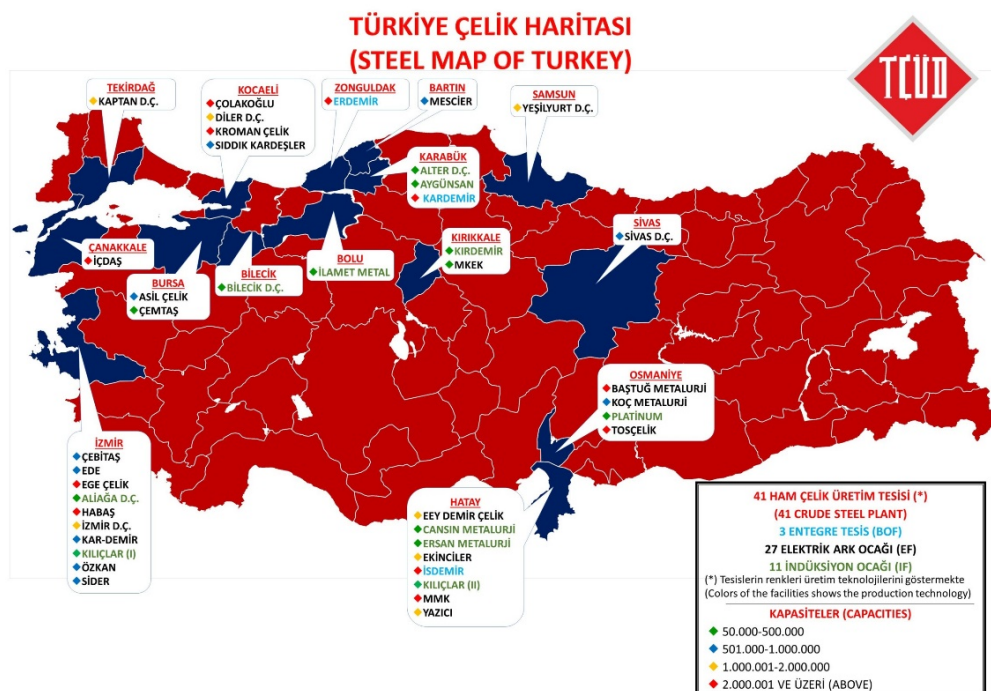 TÜRKİYE ÇELİK HARİTASI
(STEEL MAP OF TURKEY)
TÇÜD
TEKİRDAĞ
KAPTAN D.Ç.
KOCAELİ
ÇOLAKOĞLU
DİLER D.Ç.
KROMAN ÇELİK
SIDDIK KARDEŞLER
ZONGULDAK
ERDEMİR
BARTIN
MESCİER
SAMSUN
YEŞİLYURT D.Ç.
KARABÜK
ALTER D.Ç.
AYGÜNSAN
KARDEMİR
ÇANAKKALE
İÇDAŞ
BURSA
ASİL ÇELİK
ÇEMTAŞ
BİLECİK
BİLECİK D.Ç.
BOLU
İLAMET METAL
KIRIKKALE
KIRDEMİR
MKEK
SİVAS
SİVAS D.Ç.
OSMANİYE
BAŞTUĞ METALURJİ
KOÇ METALURJİ
PLATINUM
TOSÇELİK
İZMİR
ÇEBİTAŞ
EDE
EGE ÇELİK
ALİAĞA D.Ç.
HABAŞ
İZMİR D.Ç.
KAR-DEMİR
KILIÇLAR (I)
ÖZKAN
SİDER
HATAY
EEY DEMİR ÇELİK
CANSIN METALURJİ
ERSAN METALURJİ
EKİNCİLER
İSDEMİR
KILIÇLAR (II)
MMK
YAZICI
41 HAM ÇELİK ÜRETİM TESİSİ (*)
(41 CRUDE STEEL PLANT)
3 ENTEGRE TESİS (BOF)
27 ELEKTRİK ARK OCAĞI (EF)
11 İNDÜKSİYON OCAĞI (IF)
(*) Tesislerin renkleri üretim teknolojilerini göstermekte
(Colors of the facilities shows the production technology)
KAPASİTELER (CAPACITIES)
50.000-500.000
501.000-1.000.000
1.000.001-2.000.000
2.000.001 VE ÜZERİ (ABOVE)